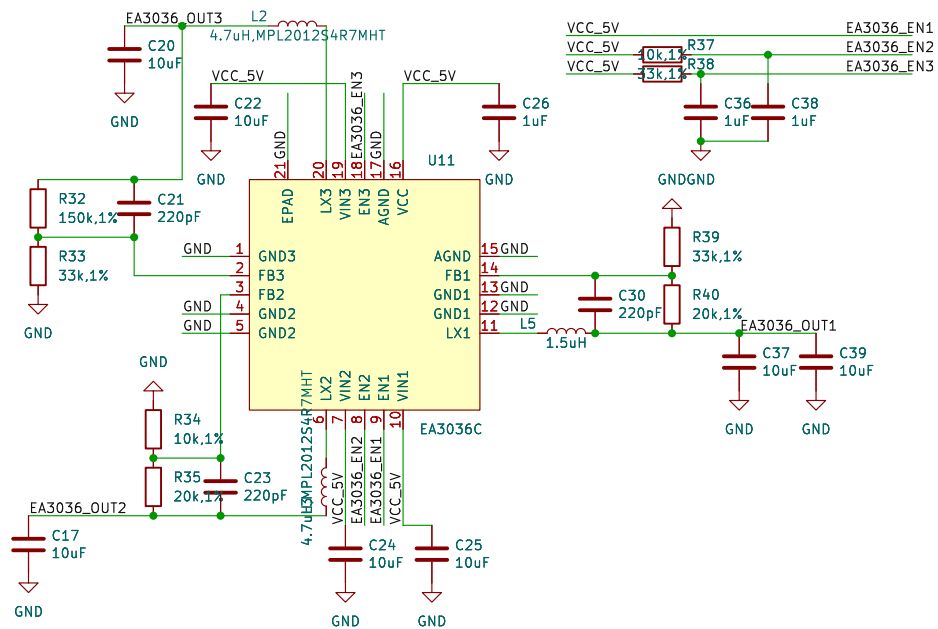 EA3036_OUT3
L2
4.7uH,MPL2012S4R7MHT
C20
10uF
GND
VCC_5V
C22
10uF
GND
GND
EA3036_EN3
GND
VCC_5V
C26
1uF
GND
VCC_5V
EA3036_EN1
VCC_5V
R37
10k,1%
EA3036_EN2
VCC_5V
R38
33k,1%
EA3036_EN3
C36
1uF
C38
1uF
GND
GND
U11
21
20
19
18
17
16
EPAD
LX3
VIN3
EN3
AGND
VCC
R32
150k,1%
C21
220pF
R33
33k,1%
GND
GND
1
GND3
2
FB3
3
FB2
GND
4
GND2
GND
5
GND2
AGND
15
GND
FB1
14
GND1
13
GND
GND1
12
GND
LX1
11
L5
1.5uH
R39
33k,1%
C30
220pF
R40
20k,1%
EA3036_OUT1
C37
10uF
C39
10uF
GND
GND
GND
R34
10k,1%
R35
20k,1%
C23
220pF
EA3036_OUT2
C17
10uF
GND
LX2
VIN2
EN2
EN1
VIN1
6
7
8
9
10
EA3036C
4.7uH,MPL2012S4R7MHT
VCC_5V
EA3036_EN2
EA3036_EN1
VCC_5V
C24
10uF
C25
10uF
GND
GND